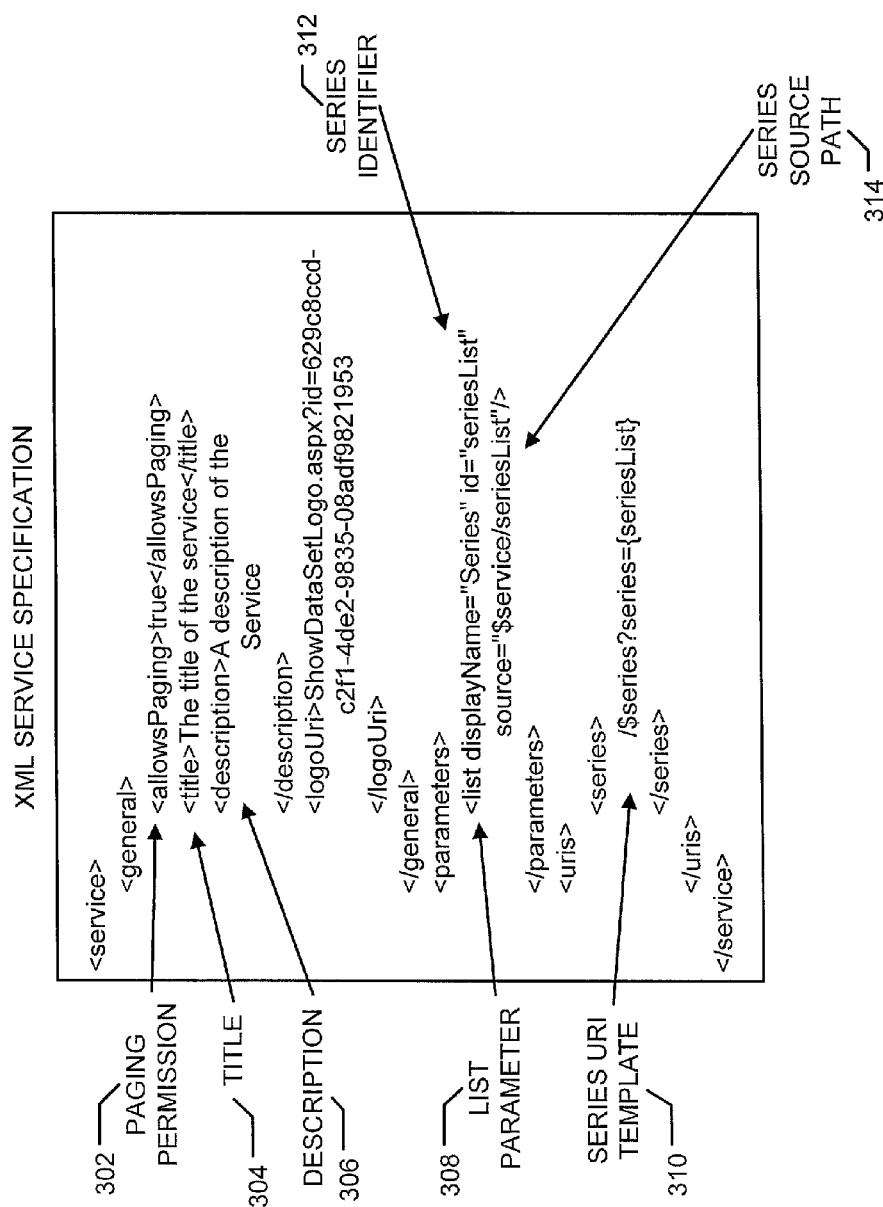 XML SERVICE SPECIFICATION
<service>
<general>
<allowsPaging>true</allowsPaging>
<title>The title of the service</title>
<description>A description of the
Service
</description>
<logoUri>ShowDataSetLogo.aspx?id=629c8ccd-
c2f1-4de2-9835-08adf9821953
</logoUri>
</general>
<parameters>
<list displayName="Series" id="seriesList"
source="$service/seriesList"/>
</parameters>
<uris>
<series>
/$series?series={seriesList}
</series>
</uris>
</service>
302
PAGING
PERMISSION
TITLE
304
DESCRIPTION
306
308
LIST
PARAMETER
SERIES URI
TEMPLATE
310
312
SERIES
IDENTIFIER
SERIES
SOURCE
PATH
314